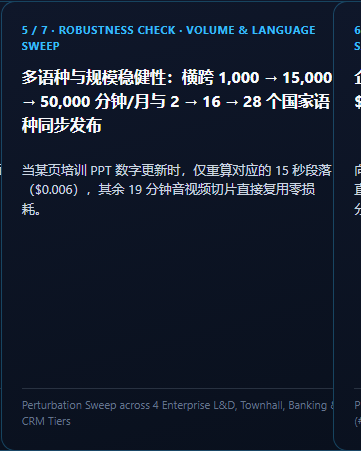 5 / 7 · ROBUSTNESS CHECK · VOLUME & LANGUAGE
SWEEP
多语种与规模稳健性：横跨 1,000 → 15,000
→ 50,000 分钟/月与 2 → 16 → 28 个国家语
种同步发布
当某页培训 PPT 数字更新时，仅重算对应的 15 秒段落
（$0.006），其余 19 分钟音视频切片直接复用零损
耗。
Perturbation Sweep across 4 Enterprise L&D, Townhall, Banking &
CRM Tiers